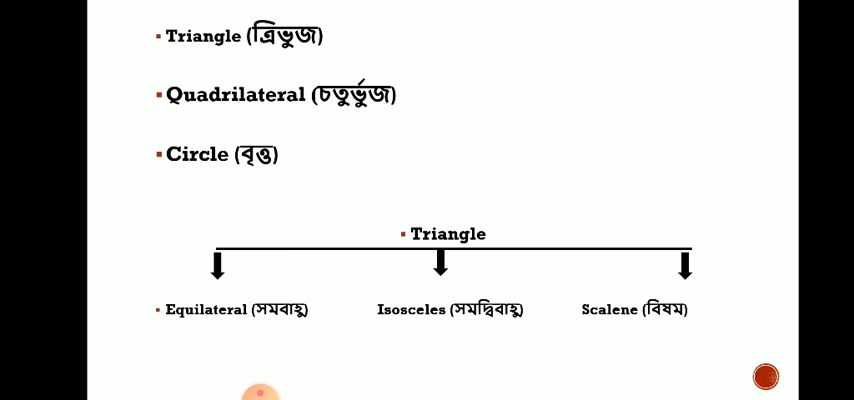 Triangle (ত্রিভুজ)
Quadrilateral (চতুর্ভুজ)
Circle (বৃত্ত)
Triangle
Equilateral (সমবাহু) Isosceles (সমদ্বিবাহু) Scalene (বিষম)